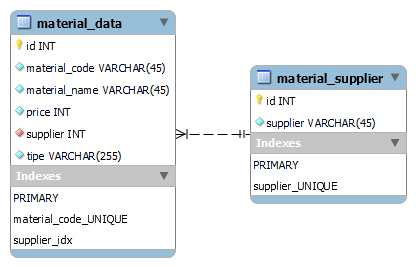 material_data
id INT
material_code VARCHAR(45)
material_name VARCHAR(45)
price INT
supplier INT
tipe VARCHAR(255)
Indexes
PRIMARY
material_code_UNIQUE
supplier_idx
material_supplier
id INT
supplier VARCHAR(45)
Indexes
PRIMARY
supplier_UNIQUE